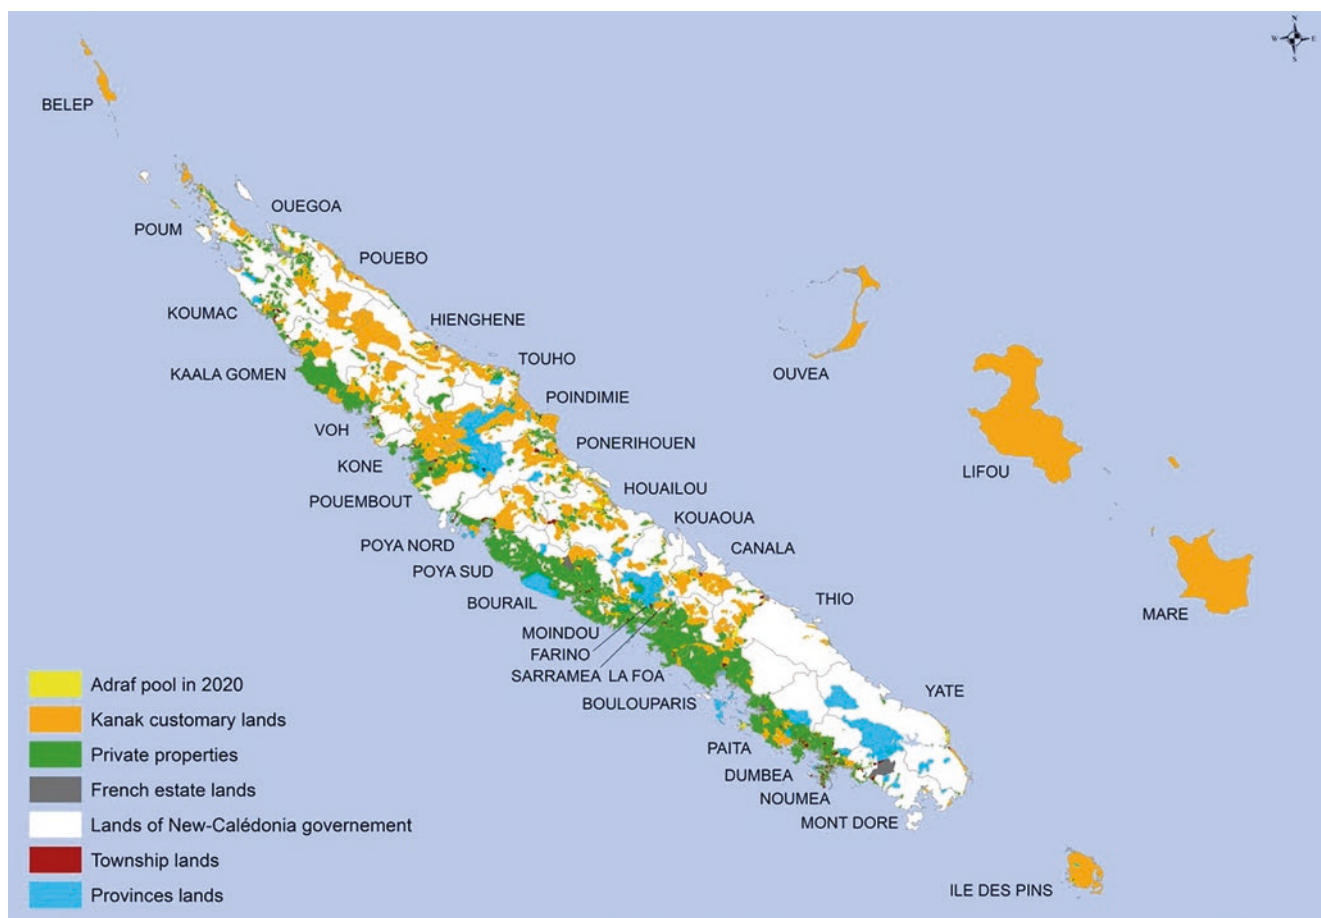 N
W E
S
BELEP
OUEGOA
POUM
POUEBO
KOUMAC
HIENGHENE
TOUHO
KAALA GOMEN
OUVEA
POINDIMIE
VOH
PONERIHOUEN
KONE
LIFOU
HOUAILOU
POUEMBOUT
KOUAOUA
POYA NORD
CANALA
POYA SUD
BOURAIL
THIO
MARE
MOINDOU
FARINO
SARRAMEA LA FOA
Adraf pool in 2020
YATE
BOULOUPARIS
Kanak customary lands
PAITA
Private properties
DUMBEA
French estate lands
NOUMEA
MONT DORE
Lands of New-Calédonia governement
Township lands
ILE DES PINS
Provinces lands